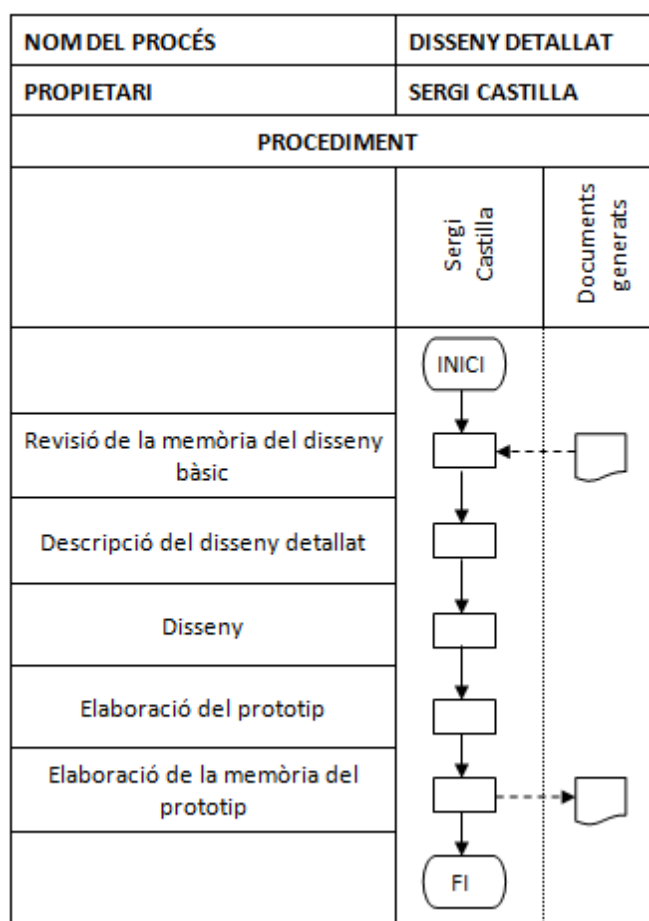 NOM DEL PROCÉS
DISSENY DETALLAT
PROPIETARI
SERGI CASTILLA
PROCEDIMENT
Sergi
Castilla
Documents
generats
INICI
Revisió de la memòria del disseny
bàsic
Descripció del disseny detallat
Disseny
Elaboració del prototip
Elaboració de la memòria del
prototip
FI